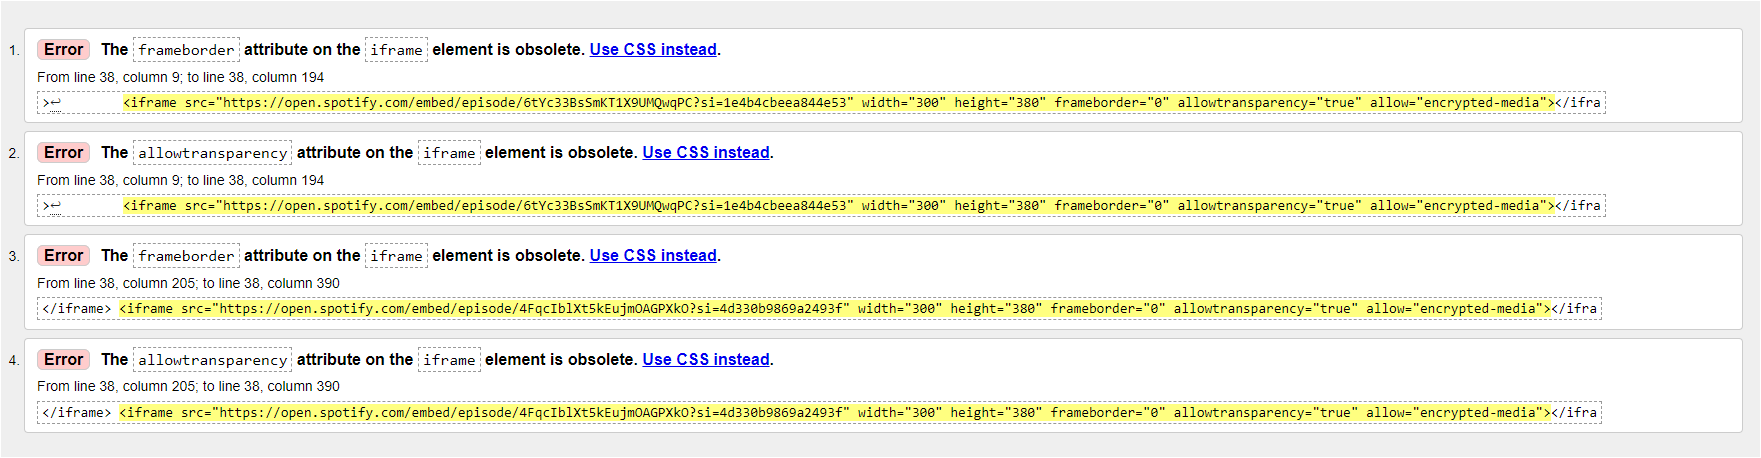 1. Error The frameborder attribute on the iframe element is obsolete. Use CSS instead.
From line 38, column 9; to line 38, column 194
>↩ <iframe src="https://open.spotify.com/embed/episode/6tYc33BsSmKT1X9UMQwqPC?si=1e4b4cbeea844e53" width="300" height="380" frameborder="0" allowtransparency="true" allow="encrypted-media"></ifra
2. Error The allowtransparency attribute on the iframe element is obsolete. Use CSS instead.
From line 38, column 9; to line 38, column 194
>↩ <iframe src="https://open.spotify.com/embed/episode/6tYc33BsSmKT1X9UMQwqPC?si=1e4b4cbeea844e53" width="300" height="380" frameborder="0" allowtransparency="true" allow="encrypted-media"></ifra
3. Error The frameborder attribute on the iframe element is obsolete. Use CSS instead.
From line 38, column 205; to line 38, column 390
</iframe> <iframe src="https://open.spotify.com/embed/episode/4FqcIblXt5kEujmOAGPXkO?si=4d330b9869a2493f" width="300" height="380" frameborder="0" allowtransparency="true" allow="encrypted-media"></ifra
4. Error The allowtransparency attribute on the iframe element is obsolete. Use CSS instead.
From line 38, column 205; to line 38, column 390
</iframe> <iframe src="https://open.spotify.com/embed/episode/4FqcIblXt5kEujmOAGPXkO?si=4d330b9869a2493f" width="300" height="380" frameborder="0" allowtransparency="true" allow="encrypted-media"></ifra